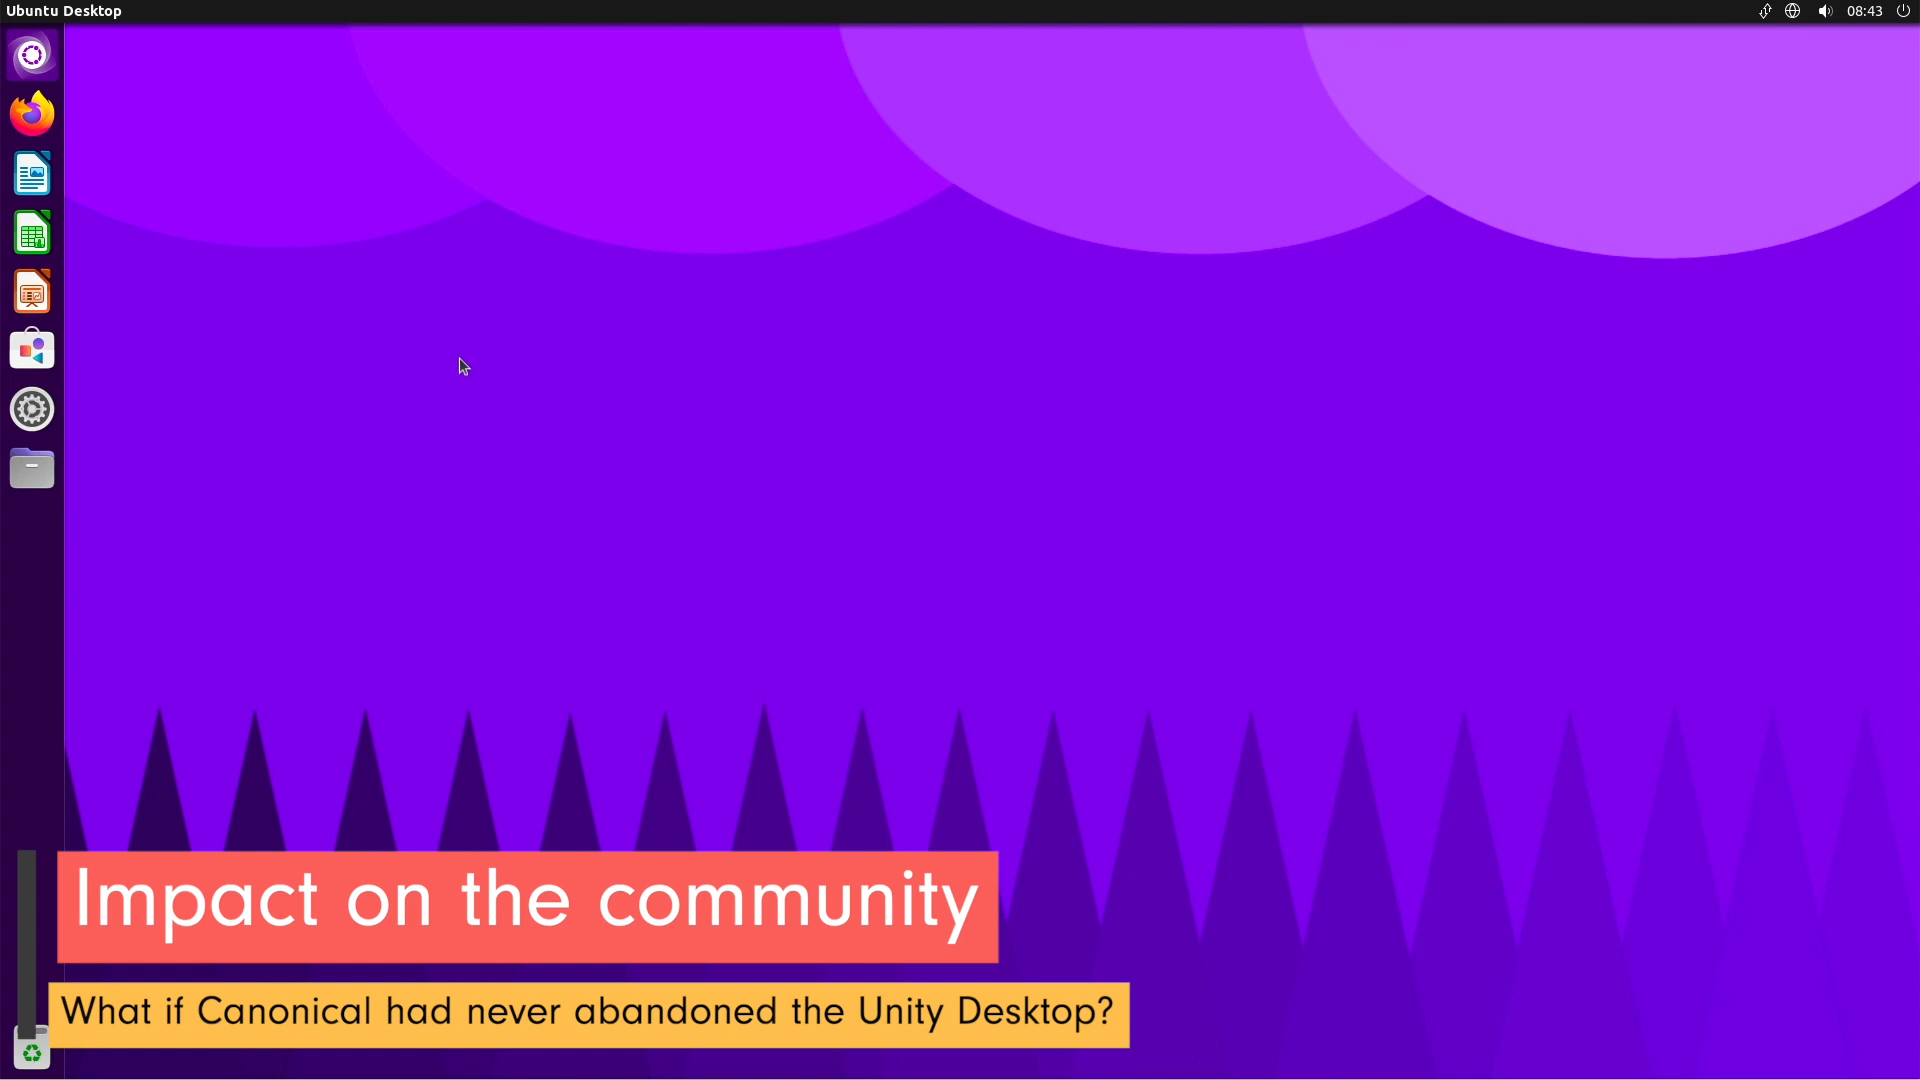 Ubuntu Desktop
08:43
Impact on the community
What if Canonical had never abandoned the Unity Desktop?